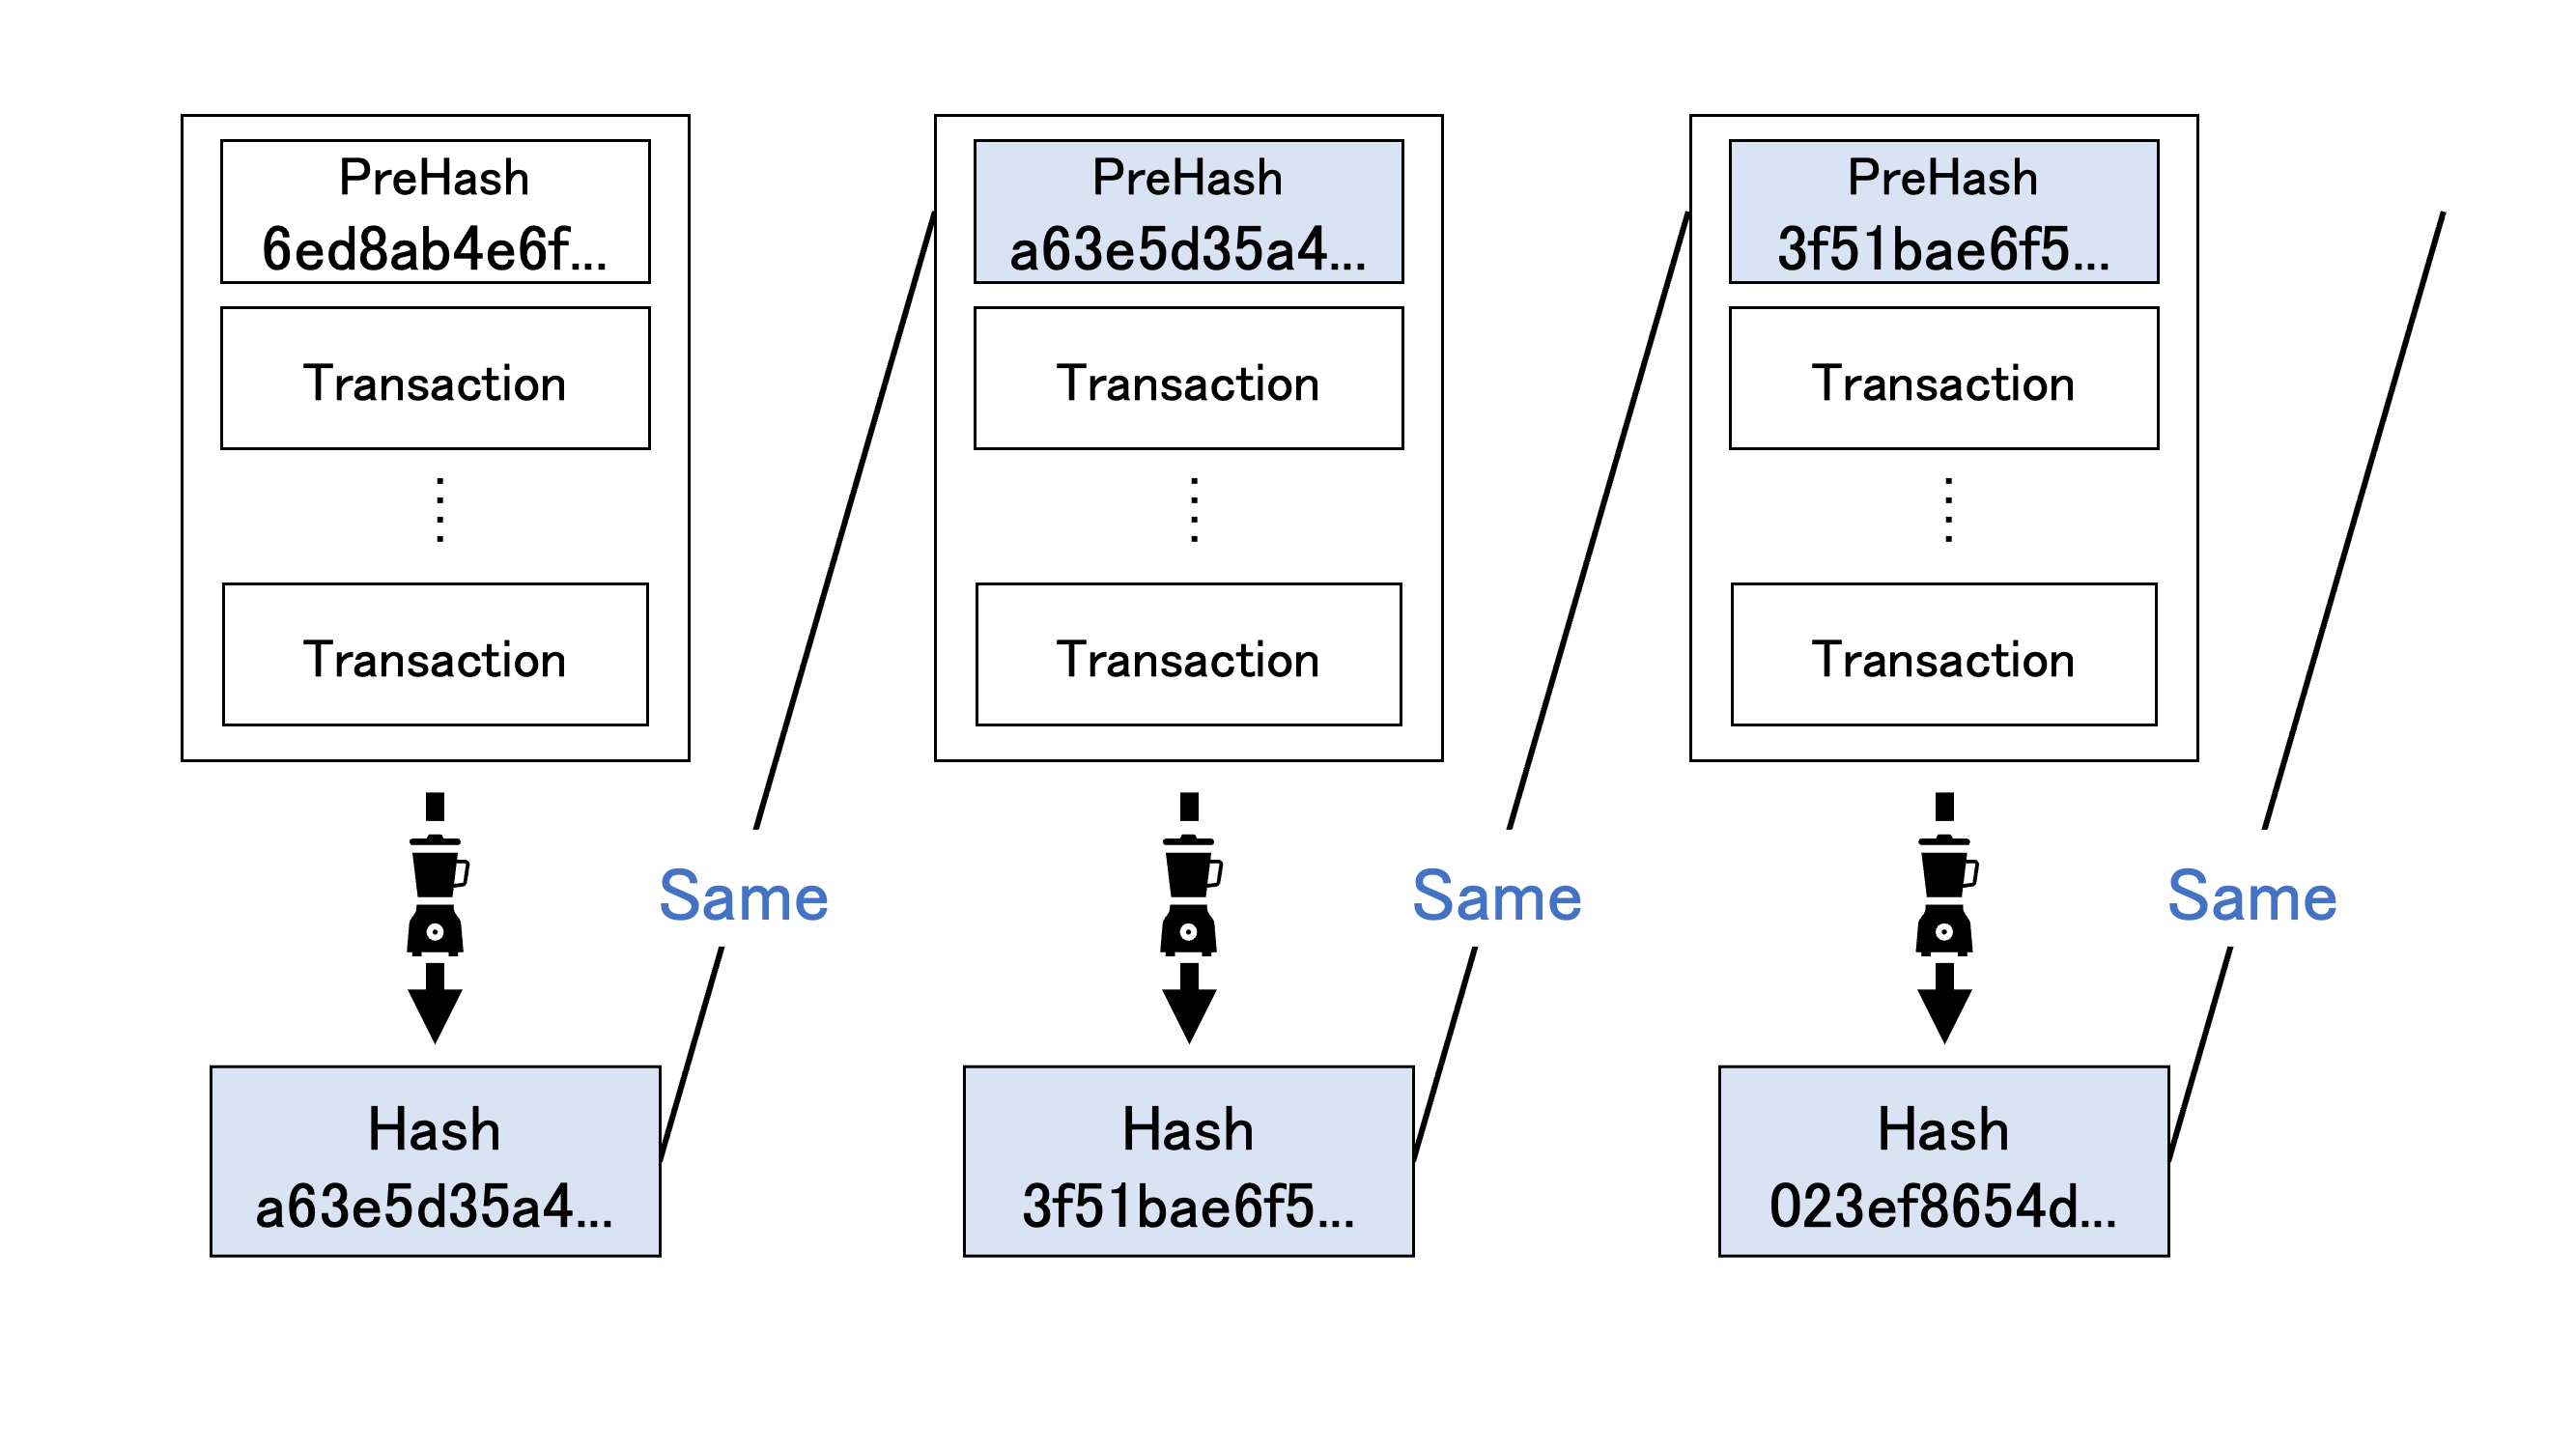 PreHash
6ed8ab4e6f...
Transaction
Transaction
Hash
a63e5d35a4...
Same
PreHash
a63e5d35a4...
Transaction
Transaction
Hash
3f51bae6f5...
Same
PreHash
3f51bae6f5...
Transaction
Transaction
Hash
023ef8654d...
Same